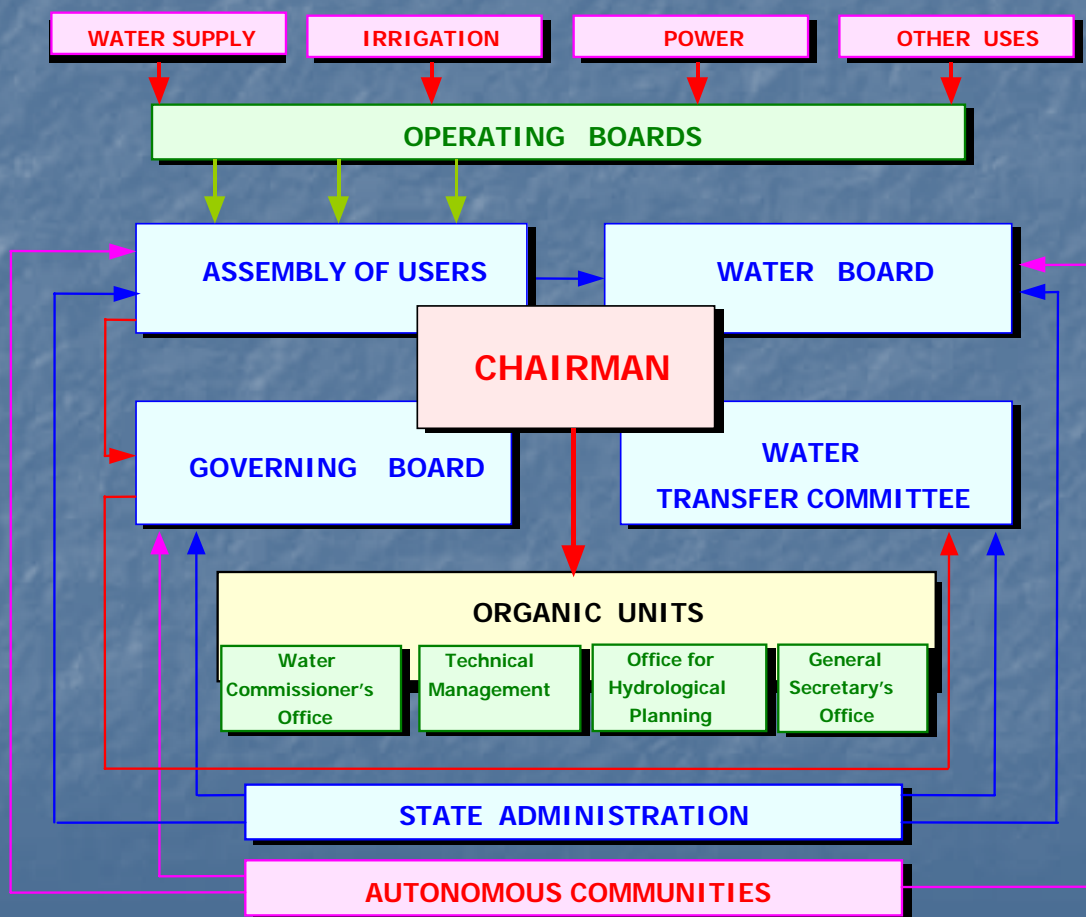 WATER SUPPLY
IRRIGATION
POWER
OTHER USES
OPERATING BOARDS
ASSEMBLY OF USERS
WATER BOARD
CHAIRMAN
GOVERNING BOARD
WATER
TRANSFER COMMITTEE
ORGANIC UNITS
Water
Commissioner's
Office
Technical
Management
Office for
Hydrological
Planning
General
Secretary's
Office
STATE ADMINISTRATION
AUTONOMOUS COMMUNITIES